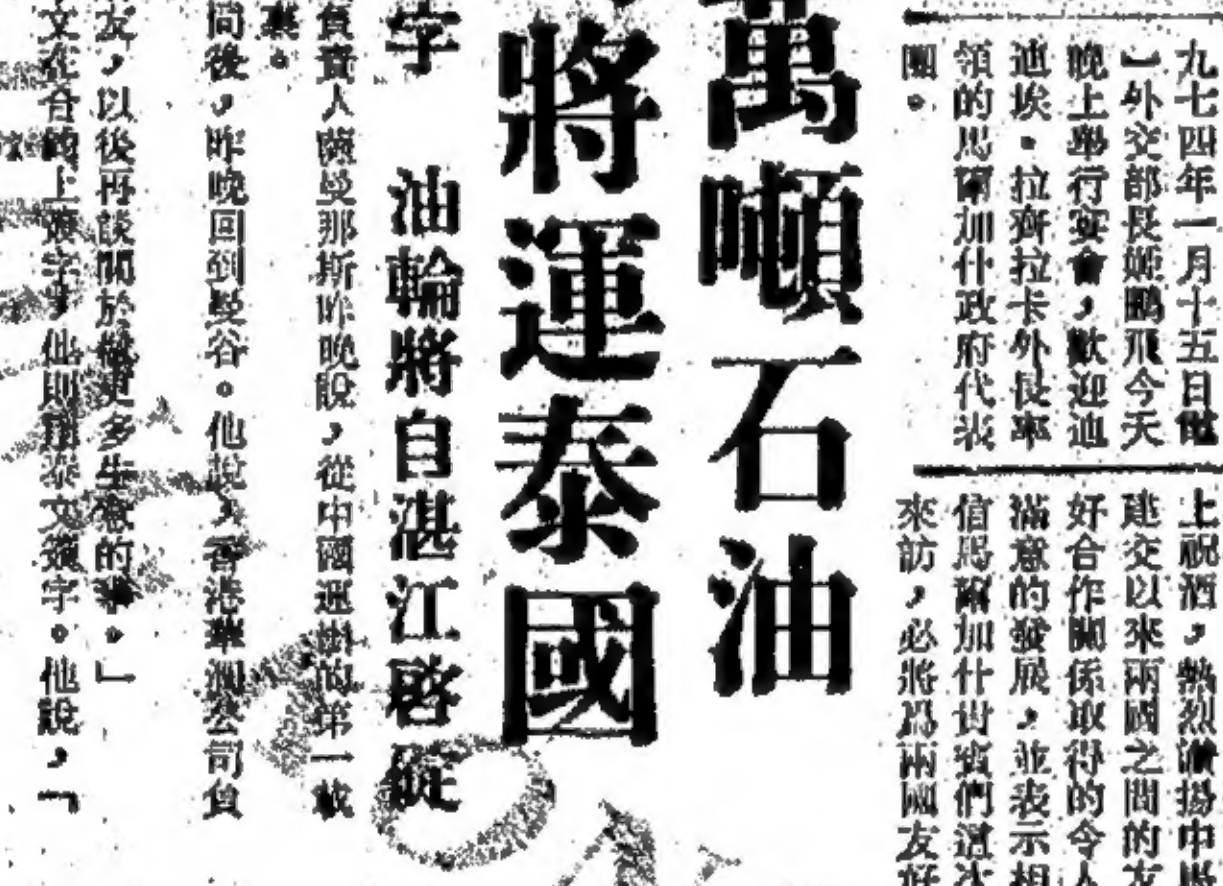 九七四年一月十五日電
】外交部長姬鵬飛今天
晚上舉行宴會，歡迎迪
迪埃·拉齊拉卡外長率
領的馬爾加什政府代表
團。
上祝酒，熱烈讚揚中馬
建交以來兩國之間的友
好合作關係取得的令人
滿意的發展，並表示相
信馬爾加什貴賓們這次
來訪，必將爲兩國友好
萬噸石油
將運泰國
字 油輪將自湛江啓碇
負責人曼那斯昨晚說，從中國運的第一載
後，昨晚回到曼谷。他說，香港華潤公司負
友，以後再談關於做更多生意的事。」
文在合約上簽字，他則用泰文簽字。他說，「